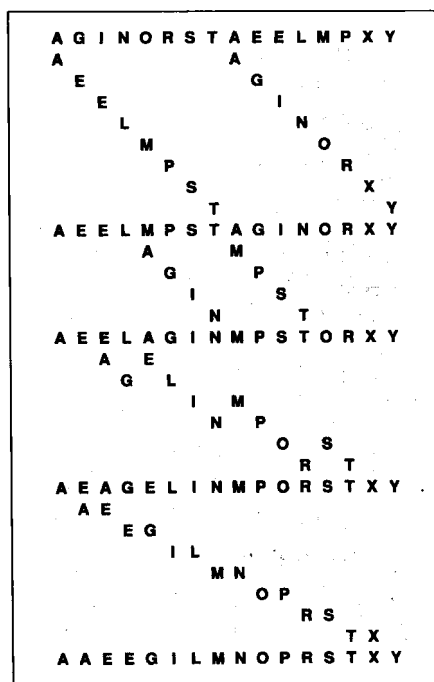 A G I N O R S T A E E L M P X Y
A A
E G
E I
L N
M O
P R
S X
T Y
A E E L M P S T A G I N O R X Y
A M
G P
I S
N T
A E E L A G I N M P S T O R X Y
A E
G L
I M
N P
O S
R T
A E A G E L I N M P O R S T X Y
A E
E G
I L
M N
O P
R S
T X
A A E E G I L M N O P R S T X Y